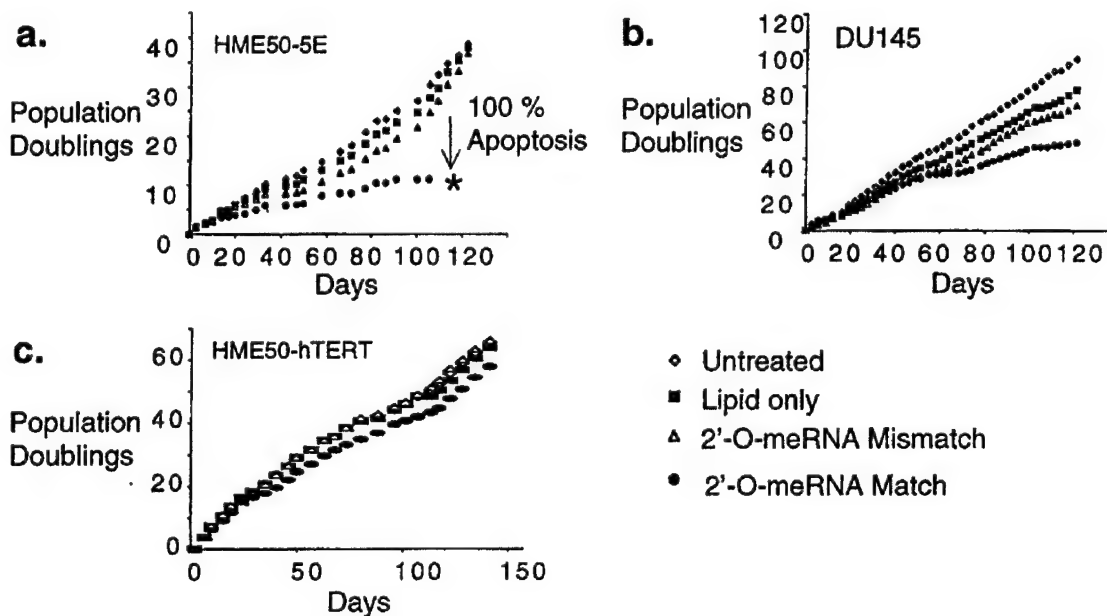 a.
HME50-5E
Population
Doublings
40
30
20
10
0
0 20 40 60 80 100 120
Days
100 %
Apoptosis
*
b.
DU145
Population
Doublings
120
100
80
60
40
20
0
0 20 40 60 80 100 120
Days
c.
HME50-hTERT
Population
Doublings
60
40
20
0
0 50 100 150
Days
Untreated
Lipid only
2'-O-meRNA Mismatch
2'-O-meRNA Match